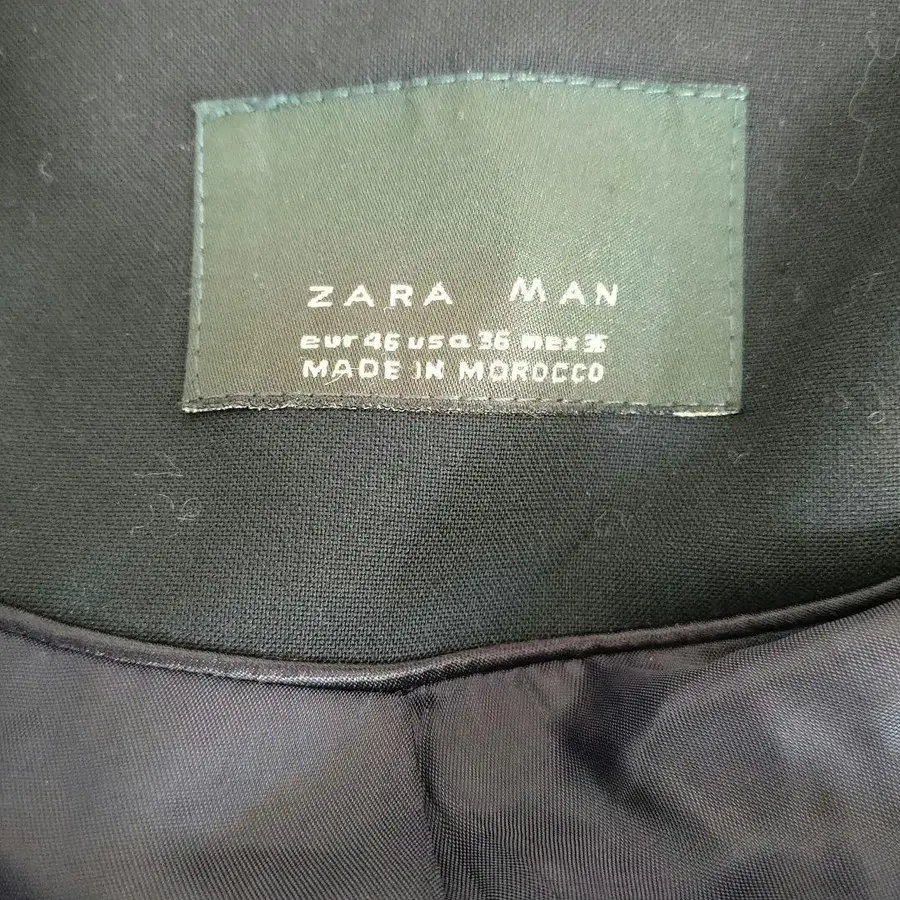 ZARA MAN
eur 46 usa 36 mex 36
MADE IN MOROCCO